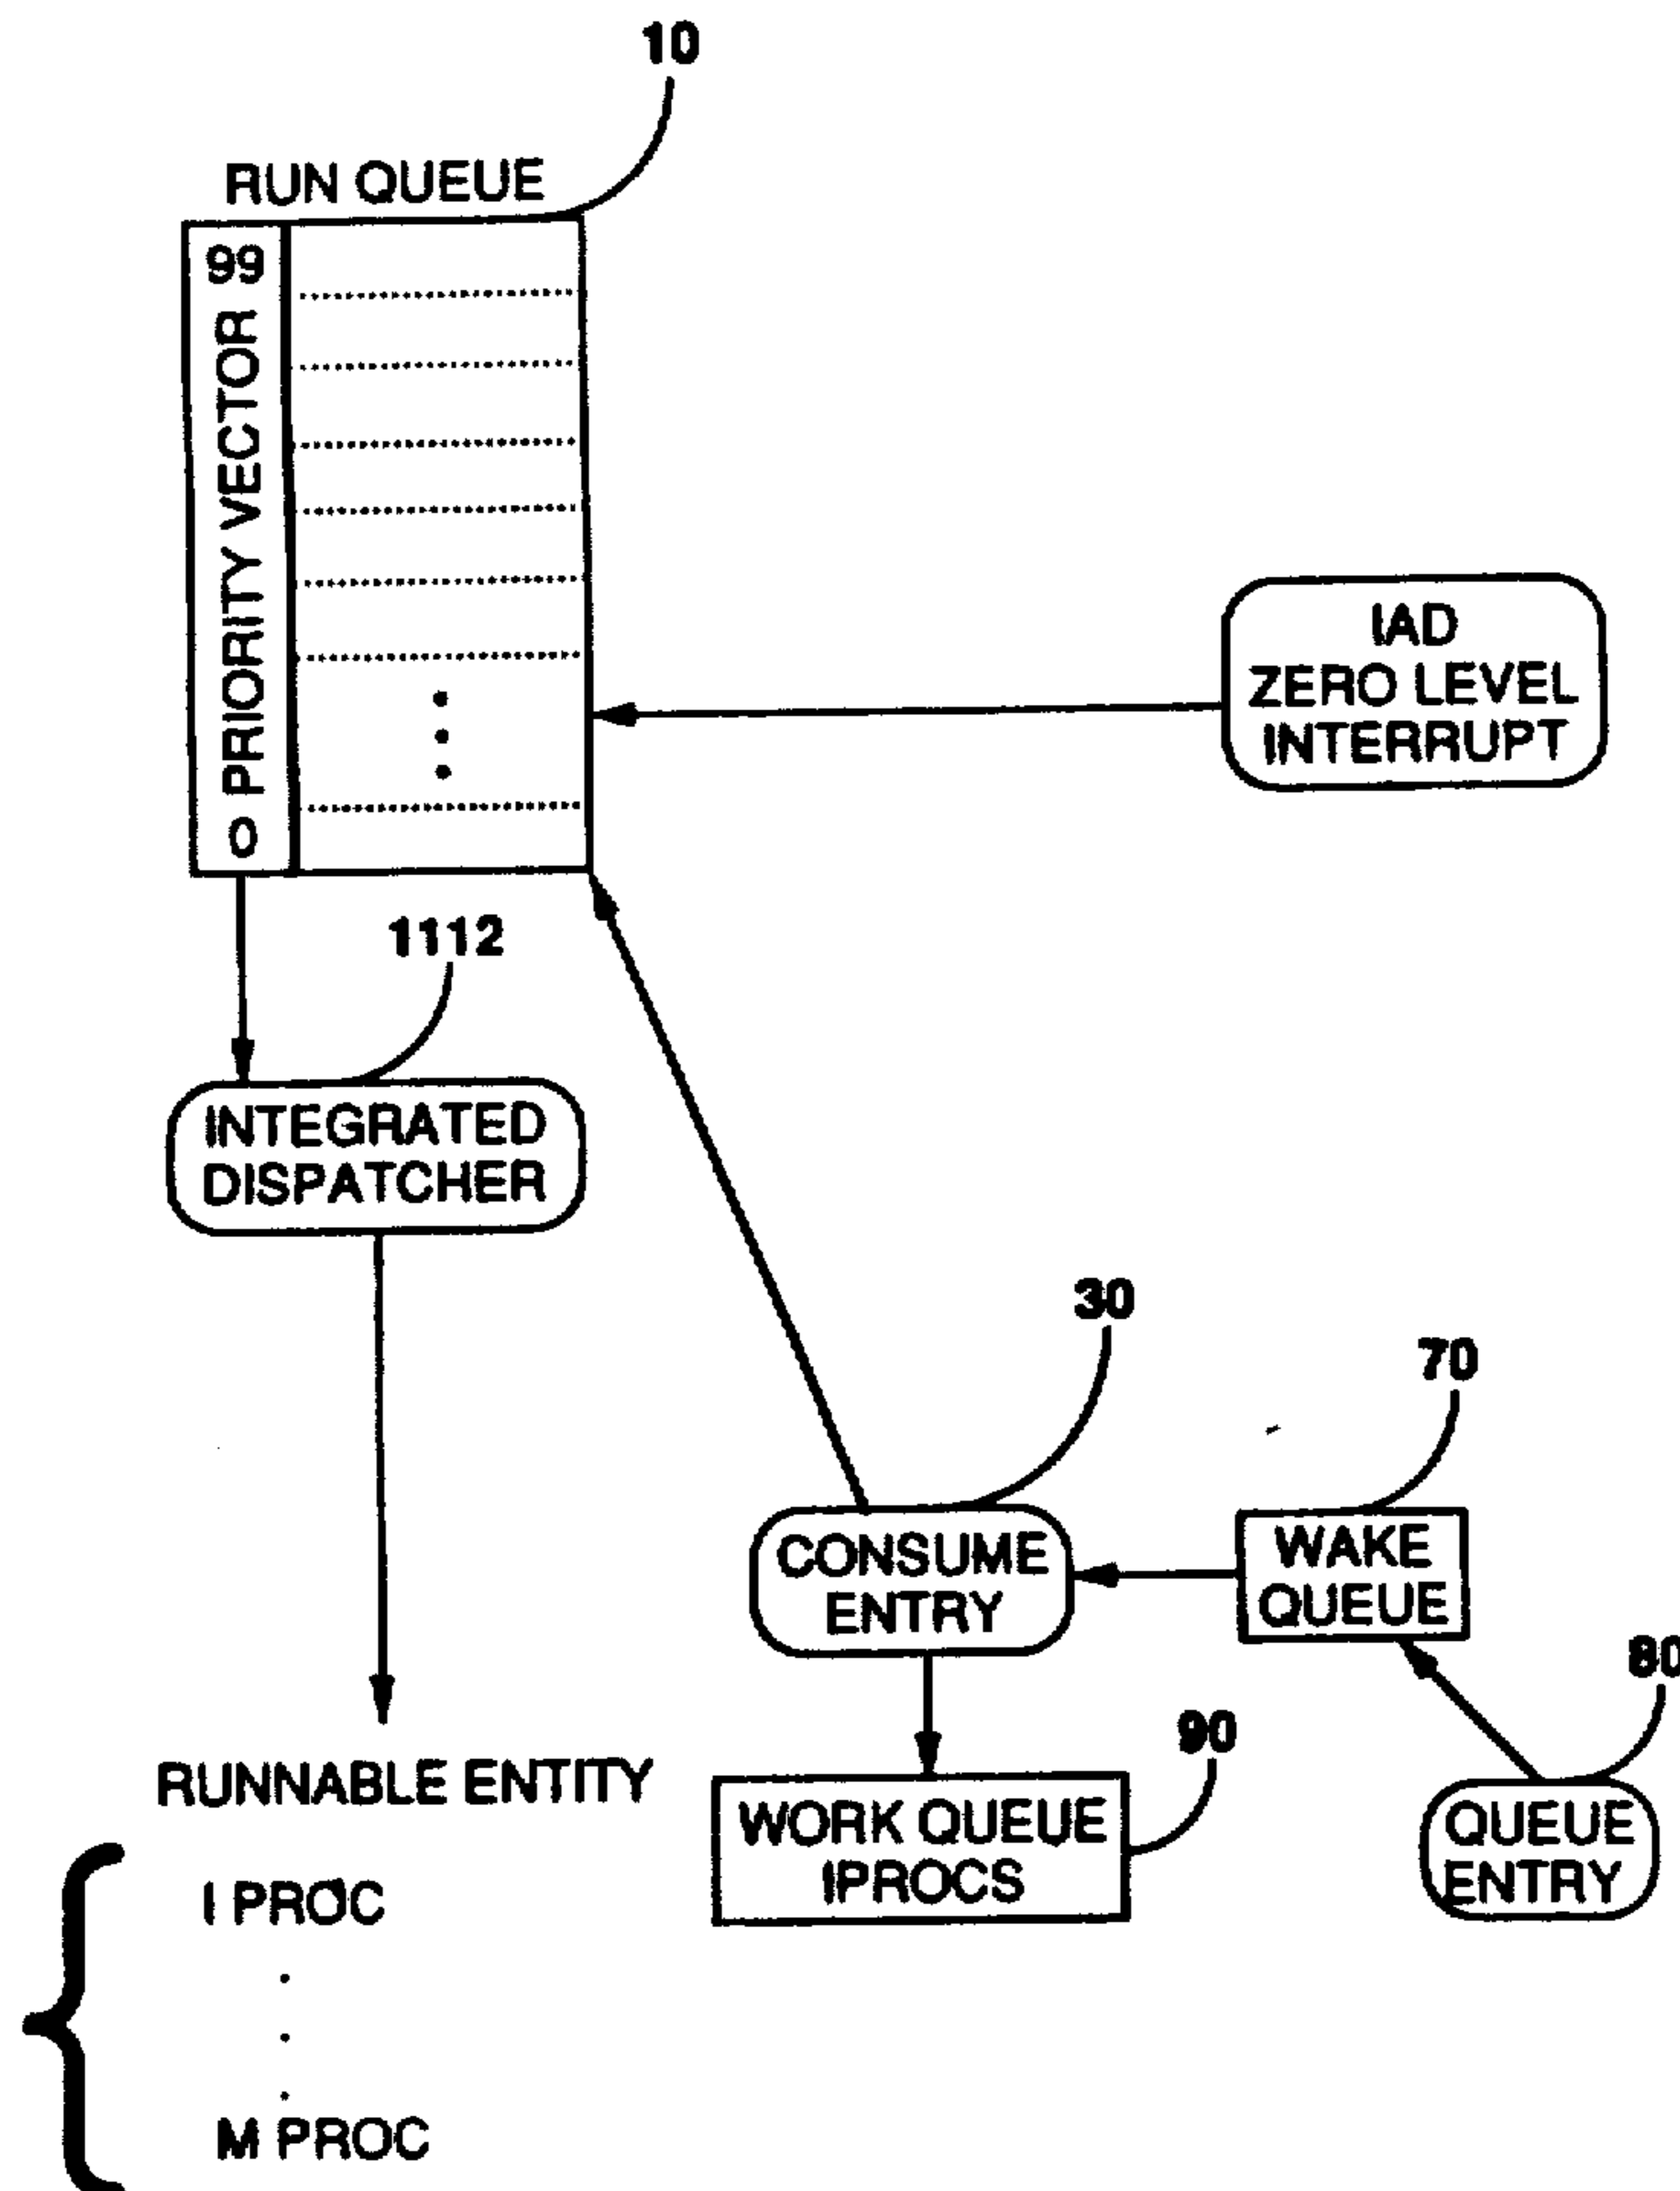 10
RUN QUEUE
99
PRIORITY VECTOR
0
IAD
ZERO LEVEL
INTERRUPT
1112
INTEGRATED
DISPATCHER
30
70
CONSUME
ENTRY
WAKE
QUEUE
80
90
RUNNABLE ENTITY
WORK QUEUE
IPROCS
QUEUE
ENTRY
I PROC
M PROC